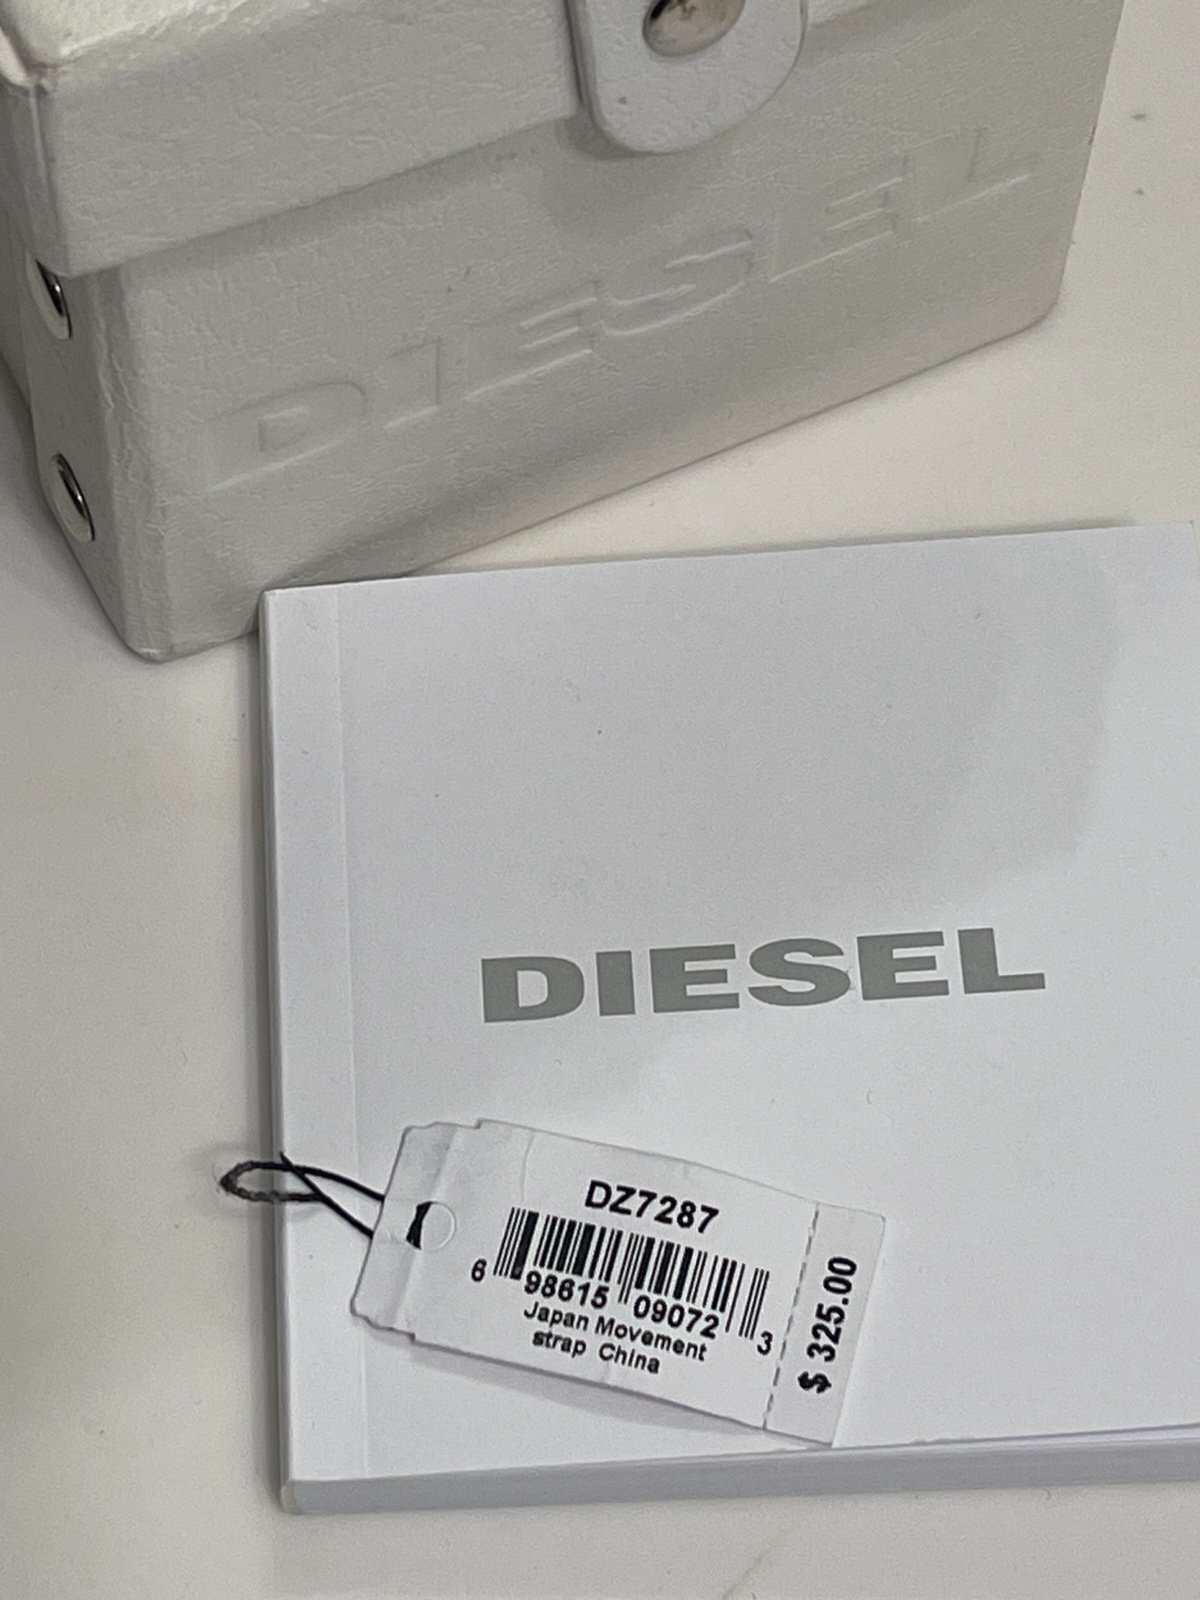 DIESEL
DIESEL
DZ7287
6 98615 09072 3
Japan Movement
strap China
$ 325.00